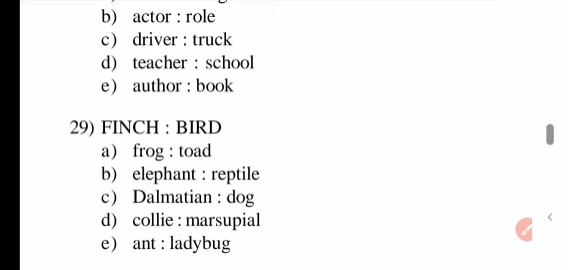 b) actor : role
c) driver : truck
d) teacher : school
e) author : book
29) FINCH : BIRD
a) frog : toad
b) elephant : reptile
c) Dalmatian : dog
d) collie : marsupial
e) ant : ladybug